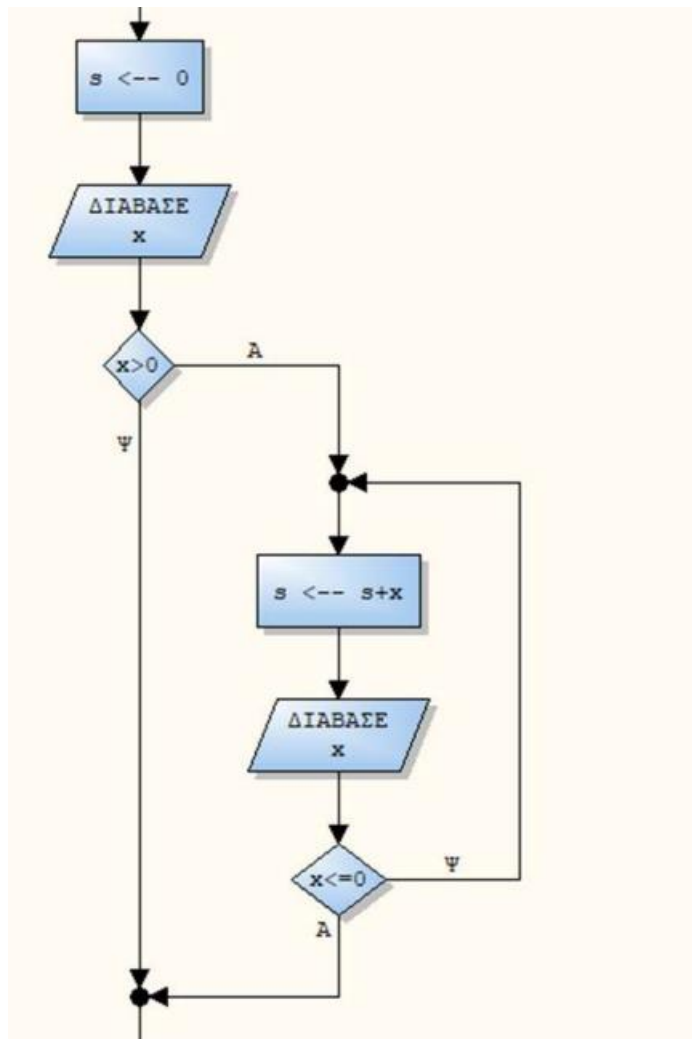 s <-- 0
ΔΙΑΒΑΣΕ
x
x>0
Α
Ψ
s <-- s+x
ΔΙΑΒΑΣΕ
x
x<=0
Ψ
Α